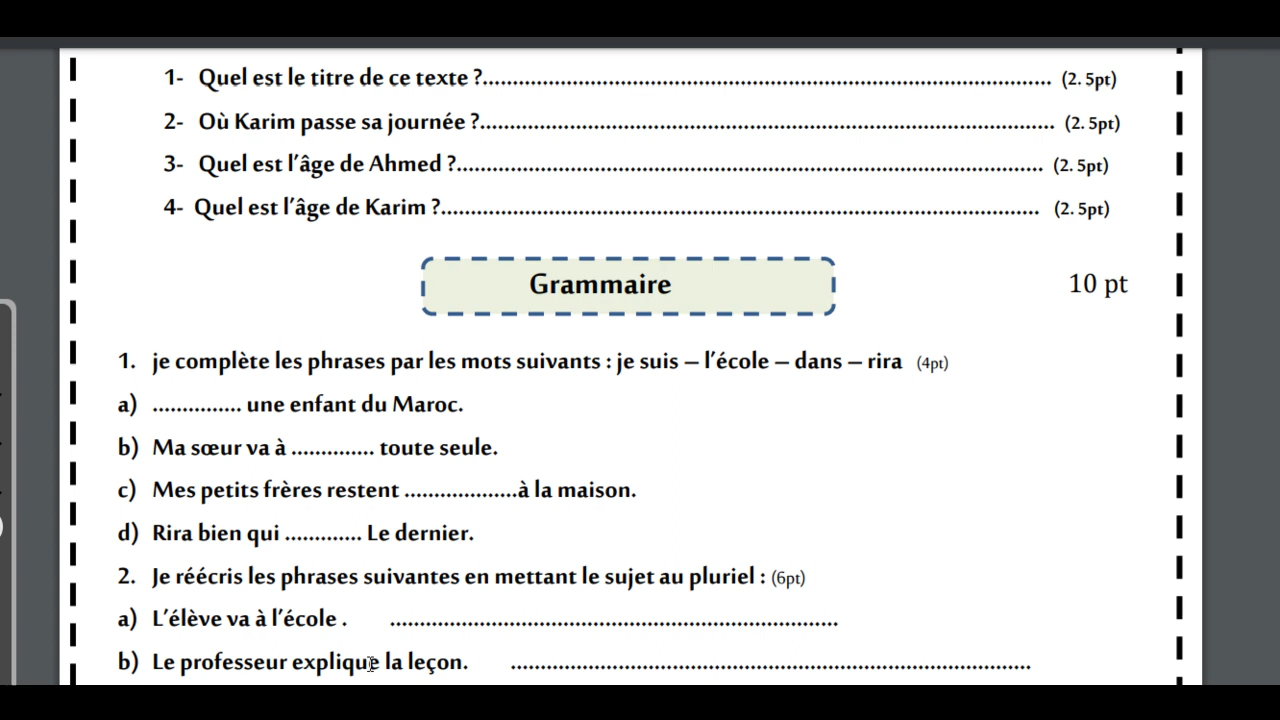 1- Quel est le titre de ce texte ?................................................................................................ (2. 5pt)
2- Où Karim passe sa journée ?................................................................................................. (2. 5pt)
3- Quel est l'âge de Ahmed ?................................................................................................... (2. 5pt)
4- Quel est l'âge de Karim ?..................................................................................................... (2. 5pt)
Grammaire 10 pt
1. je complète les phrases par les mots suivants : je suis – l'école – dans – rira (4pt)
a) ............... une enfant du Maroc.
b) Ma sœur va à .............. toute seule.
c) Mes petits frères restent ...................à la maison.
d) Rira bien qui ............. Le dernier.
2. Je réécris les phrases suivantes en mettant le sujet au pluriel : (6pt)
a) L'élève va à l'école . ............................................................................
b) Le professeur explique la leçon. ........................................................................................